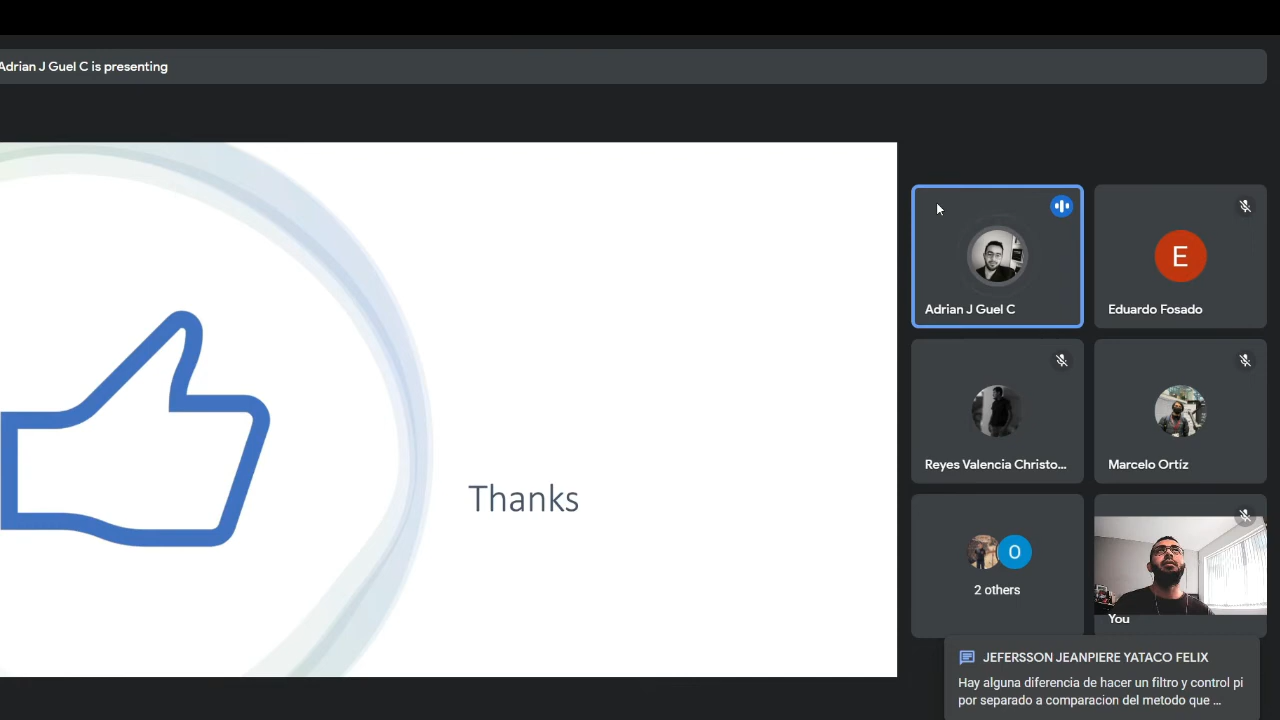 Adrian J Guel C is presenting
Thanks
Adrian J Guel C
E
Eduardo Fosado
Reyes Valencia Christo...
Marcelo Ortíz
O
2 others
You
JEFERSSON JEANPIERE YATACO FELIX
Hay alguna diferencia de hacer un filtro y control pi
por separado a comparacion del metodo que ...